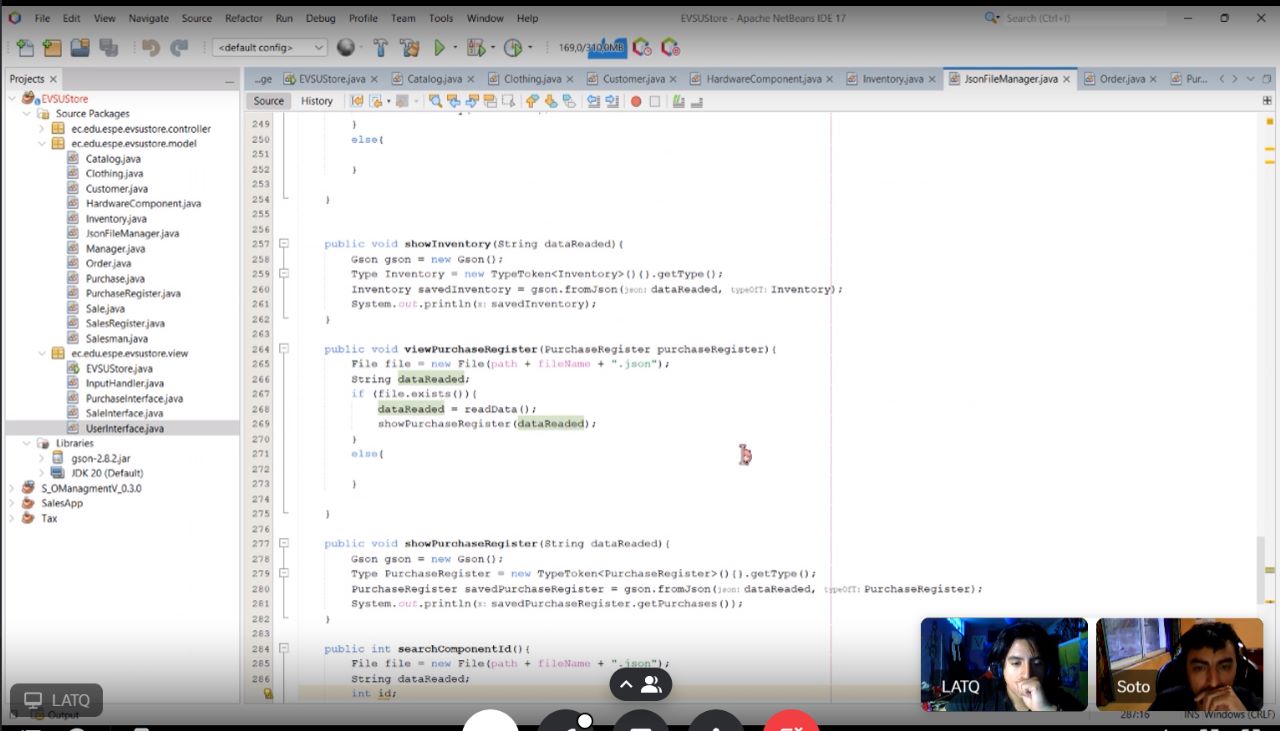 File Edit View Navigate Source Refactor Run Debug Profile Team Tools Window Help EVSUStore - Apache NetBeans IDE 17 Search (Ctrl+I)
<default config> 169,0/310,0MB
Projects ...ge EVSUStore.java Catalog.java Clothing.java Customer.java HardwareComponent.java Inventory.java JsonFileManager.java Order.java Pur...
Source History
EVSUStore
Source Packages
ec.edu.espe.evsustore.controller
ec.edu.espe.evsustore.model
Catalog.java
Clothing.java
Customer.java
HardwareComponent.java
Inventory.java
JsonFileManager.java
Manager.java
Order.java
Purchase.java
PurchaseRegister.java
Sale.java
SalesRegister.java
Salesman.java
ec.edu.espe.evsustore.view
EVSUStore.java
InputHandler.java
PurchaseInterface.java
SaleInterface.java
UserInterface.java
Libraries
gson-2.8.2.jar
JDK 20 (Default)
S_OManagmentV_0.3.0
SalesApp
Tax
249 }
250 else{
251
252 }
253
254 }
255
256
257 public void showInventory(String dataReaded){
258 Gson gson = new Gson();
259 Type Inventory = new TypeToken<Inventory>(){}.getType();
260 Inventory savedInventory = gson.fromJson(json: dataReaded, typeOfT: Inventory);
261 System.out.println(x: savedInventory);
262 }
263
264 public void viewPurchaseRegister(PurchaseRegister purchaseRegister){
265 File file = new File(path + fileName + ".json");
266 String dataReaded;
267 if (file.exists()){
268 dataReaded = readData();
269 showPurchaseRegister(dataReaded);
270 }
271 else{
272
273 }
274
275 }
276
277 public void showPurchaseRegister(String dataReaded){
278 Gson gson = new Gson();
279 Type PurchaseRegister = new TypeToken<PurchaseRegister>(){}.getType();
280 PurchaseRegister savedPurchaseRegister = gson.fromJson(json: dataReaded, typeOfT: PurchaseRegister);
281 System.out.println(x: savedPurchaseRegister.getPurchases());
282 }
283
284 public int searchComponentId(){
285 File file = new File(path + fileName + ".json");
286 String dataReaded;
int id;
LATQ
Soto
LATQ
Output
287:16 INS Windows (CRLF)